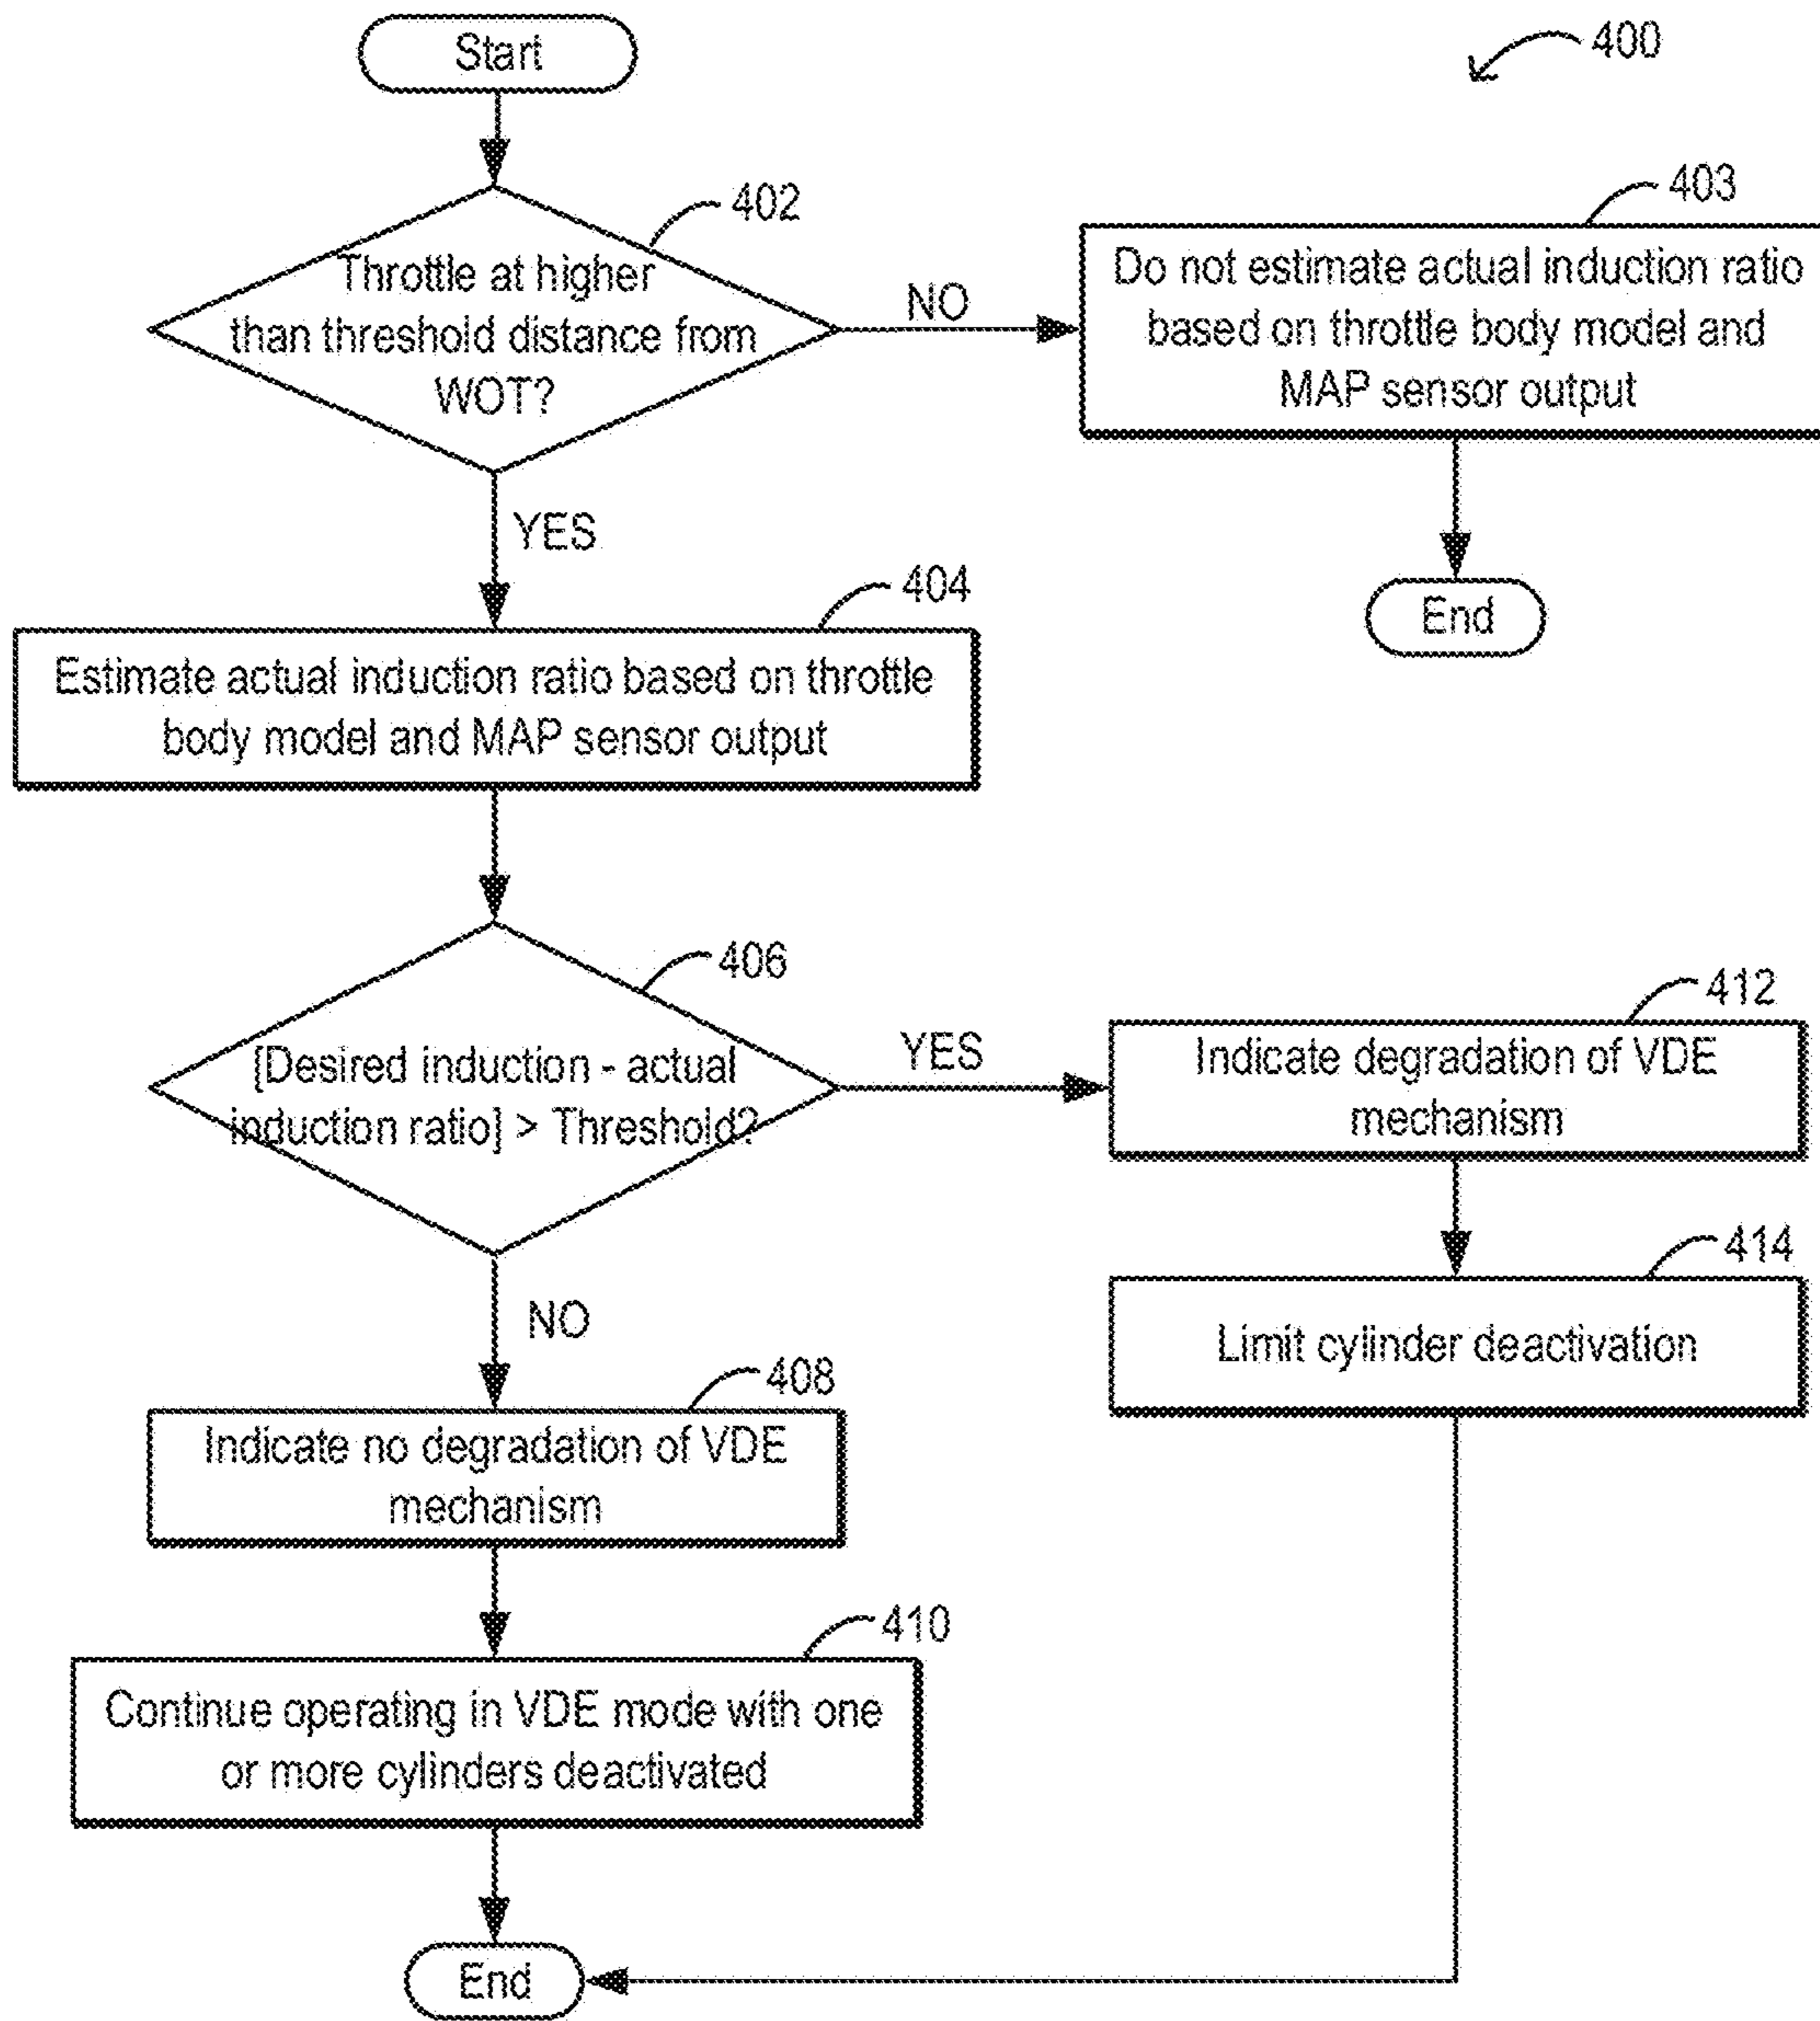 Start
400
402
Throttle at higher
than threshold distance from
WOT?
NO
403
Do not estimate actual induction ratio
based on throttle body model and
MAP sensor output
End
YES
404
Estimate actual induction ratio based on throttle
body model and MAP sensor output
406
[Desired induction - actual
induction ratio] > Threshold?
YES
412
Indicate degradation of VDE
mechanism
414
Limit cylinder deactivation
NO
408
Indicate no degradation of VDE
mechanism
410
Continue operating in VDE mode with one
or more cylinders deactivated
End